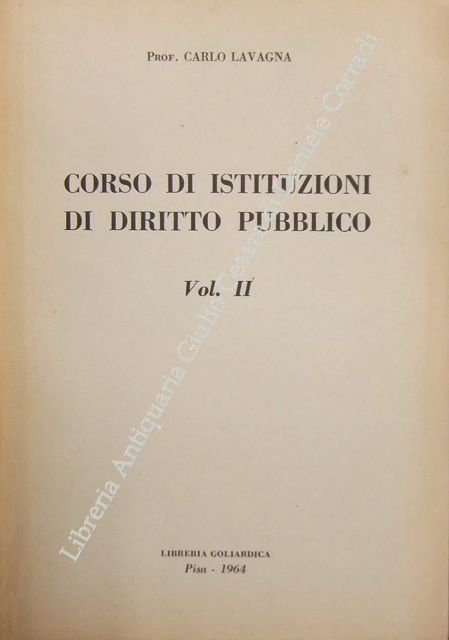 PROF. CARLO LAVAGNA
CORSO DI ISTITUZIONI
DI DIRITTO PUBBLICO
Vol. II
LIBRERIA GOLIARDICA
Pisa - 1964
Libreria Antiquaria Giulio Cesare di Daniele Corradi